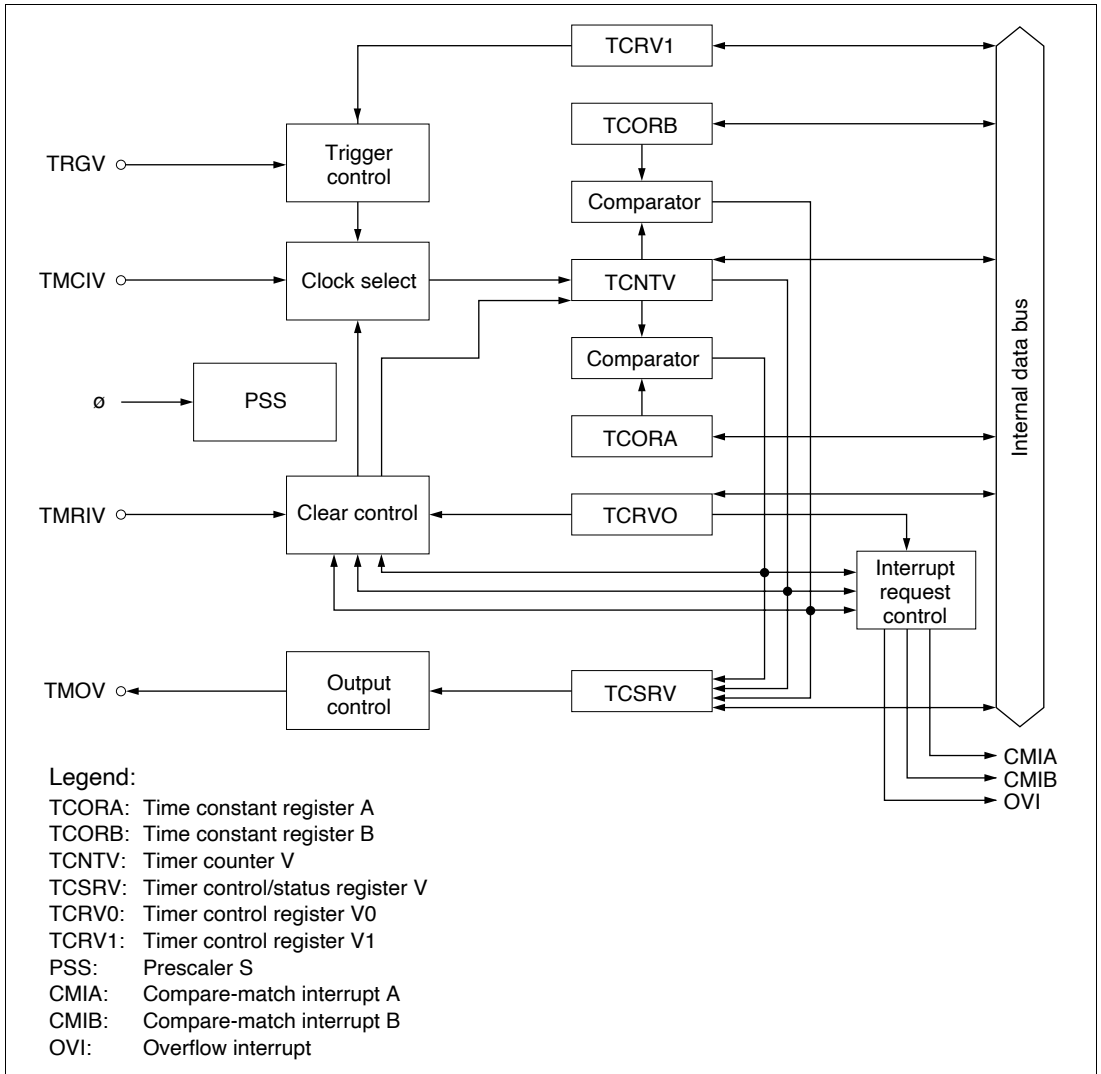 TCRV1
TCORB
TRGV
Trigger
control
Comparator
TMCIV
Clock select
TCNTV
Comparator
ø
PSS
TCORA
Internal data bus
TMRIV
Clear control
TCRVO
Interrupt
request
control
TMOV
Output
control
TCSRV
CMIA
CMIB
OVI
Legend:
TCORA: Time constant register A
TCORB: Time constant register B
TCNTV: Timer counter V
TCSRV: Timer control/status register V
TCRV0: Timer control register V0
TCRV1: Timer control register V1
PSS: Prescaler S
CMIA: Compare-match interrupt A
CMIB: Compare-match interrupt B
OVI: Overflow interrupt